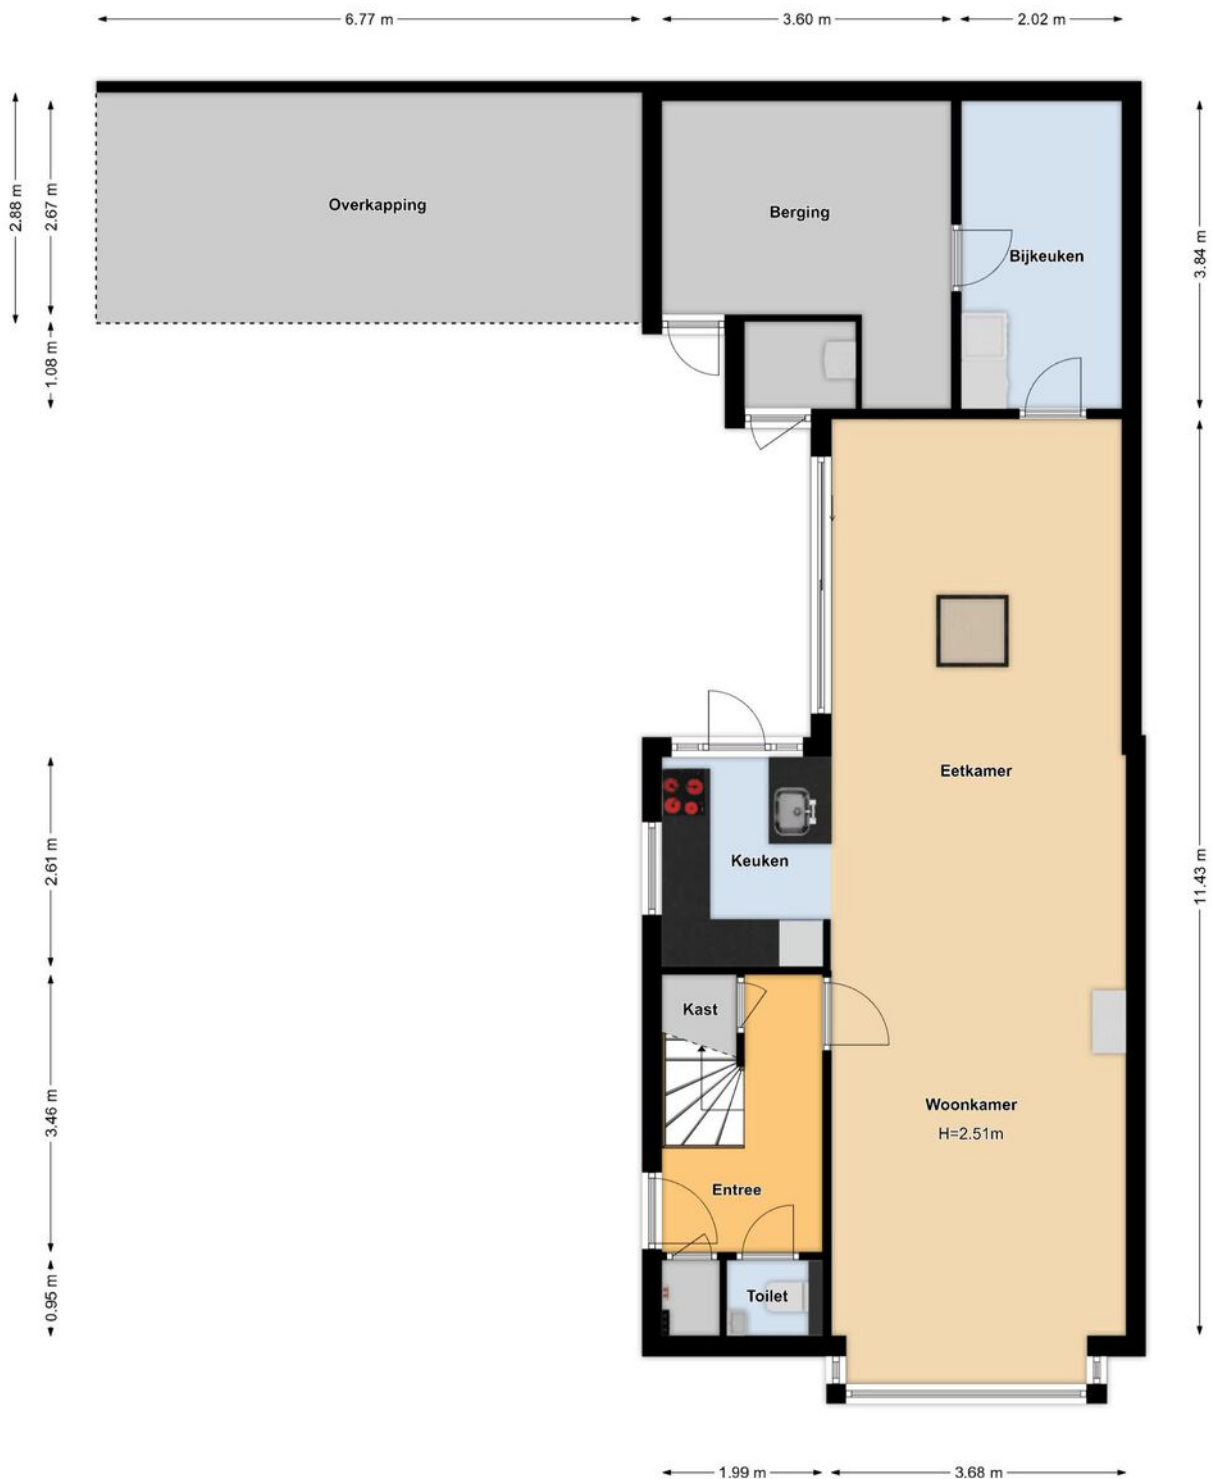 6.77 m
3.60 m
2.02 m
2.88 m
2.67 m
3.84 m
Overkapping
Berging
Bijkeuken
1.08 m
Eetkamer
2.61 m
Keuken
11.43 m
Kast
3.46 m
Woonkamer
H=2.51m
Entree
0.95 m
Toilet
1.99 m
3.68 m